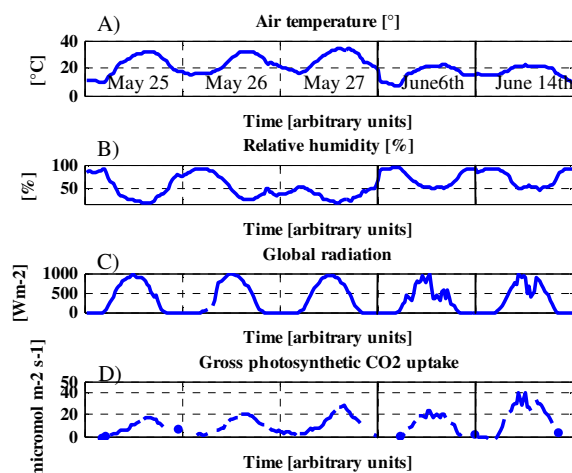 A)
Air temperature [°]
40
20
0
[°C]
May 25
May 26
May 27
June6th
June 14th
Time [arbitrary units]
B)
Relative humidity [%]
100
50
[%]
Time [arbitrary units]
C)
Global radiation
1000
500
0
[Wm-2]
Time [arbitrary units]
D)
Gross photosynthetic CO2 uptake
50
40
20
0
micromol m-2 s-1]
Time [arbitrary units]